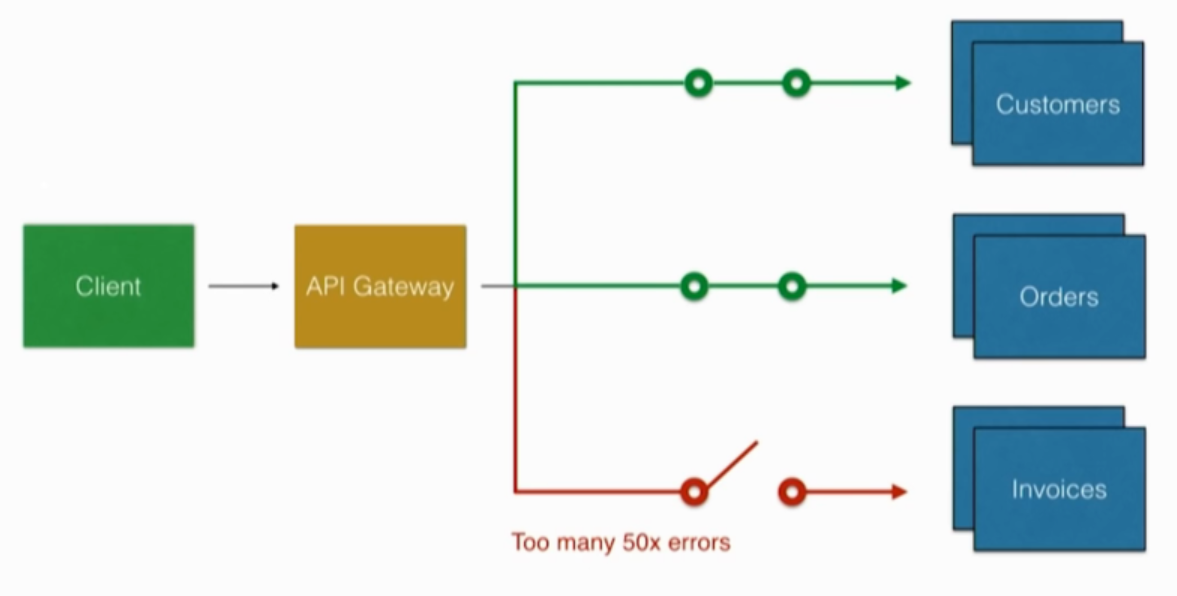 Customers
Client
API Gateway
Orders
Invoices
Too many 50x errors